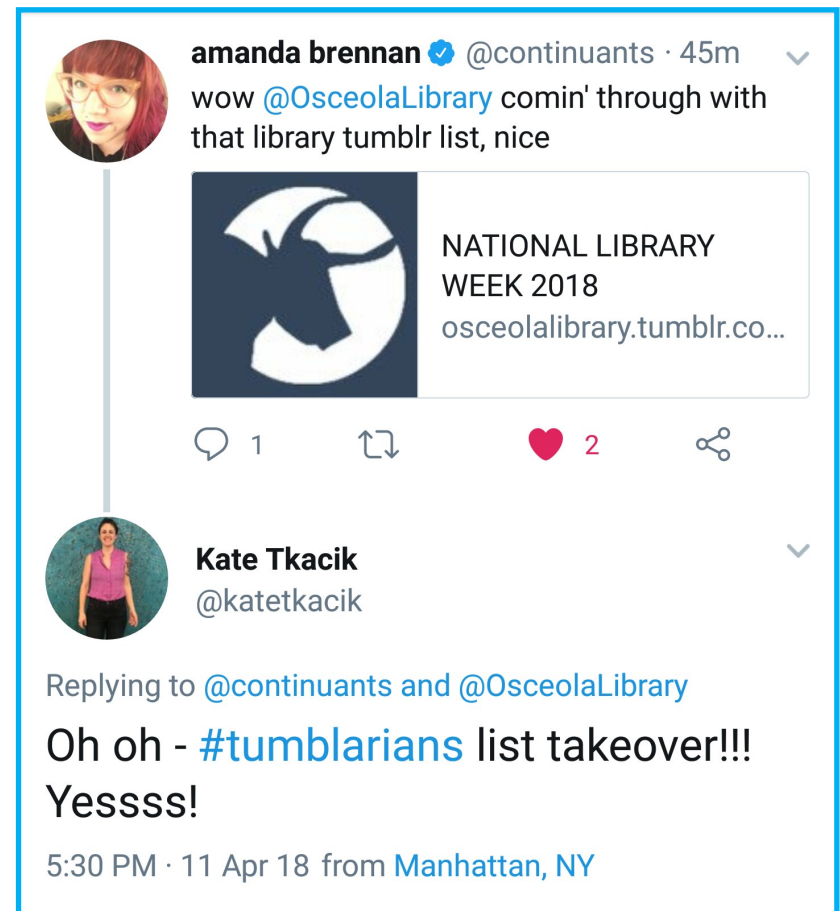 amanda brennan @continuants · 45m
wow @OsceolaLibrary comin' through with
that library tumblr list, nice
NATIONAL LIBRARY
WEEK 2018
osceolalibrary.tumblr.co...
1
2
Kate Tkacik
@katetkacik
Replying to @continuants and @OsceolaLibrary
Oh oh - #tumblarians list takeover!!!
Yessss!
5:30 PM · 11 Apr 18 from Manhattan, NY